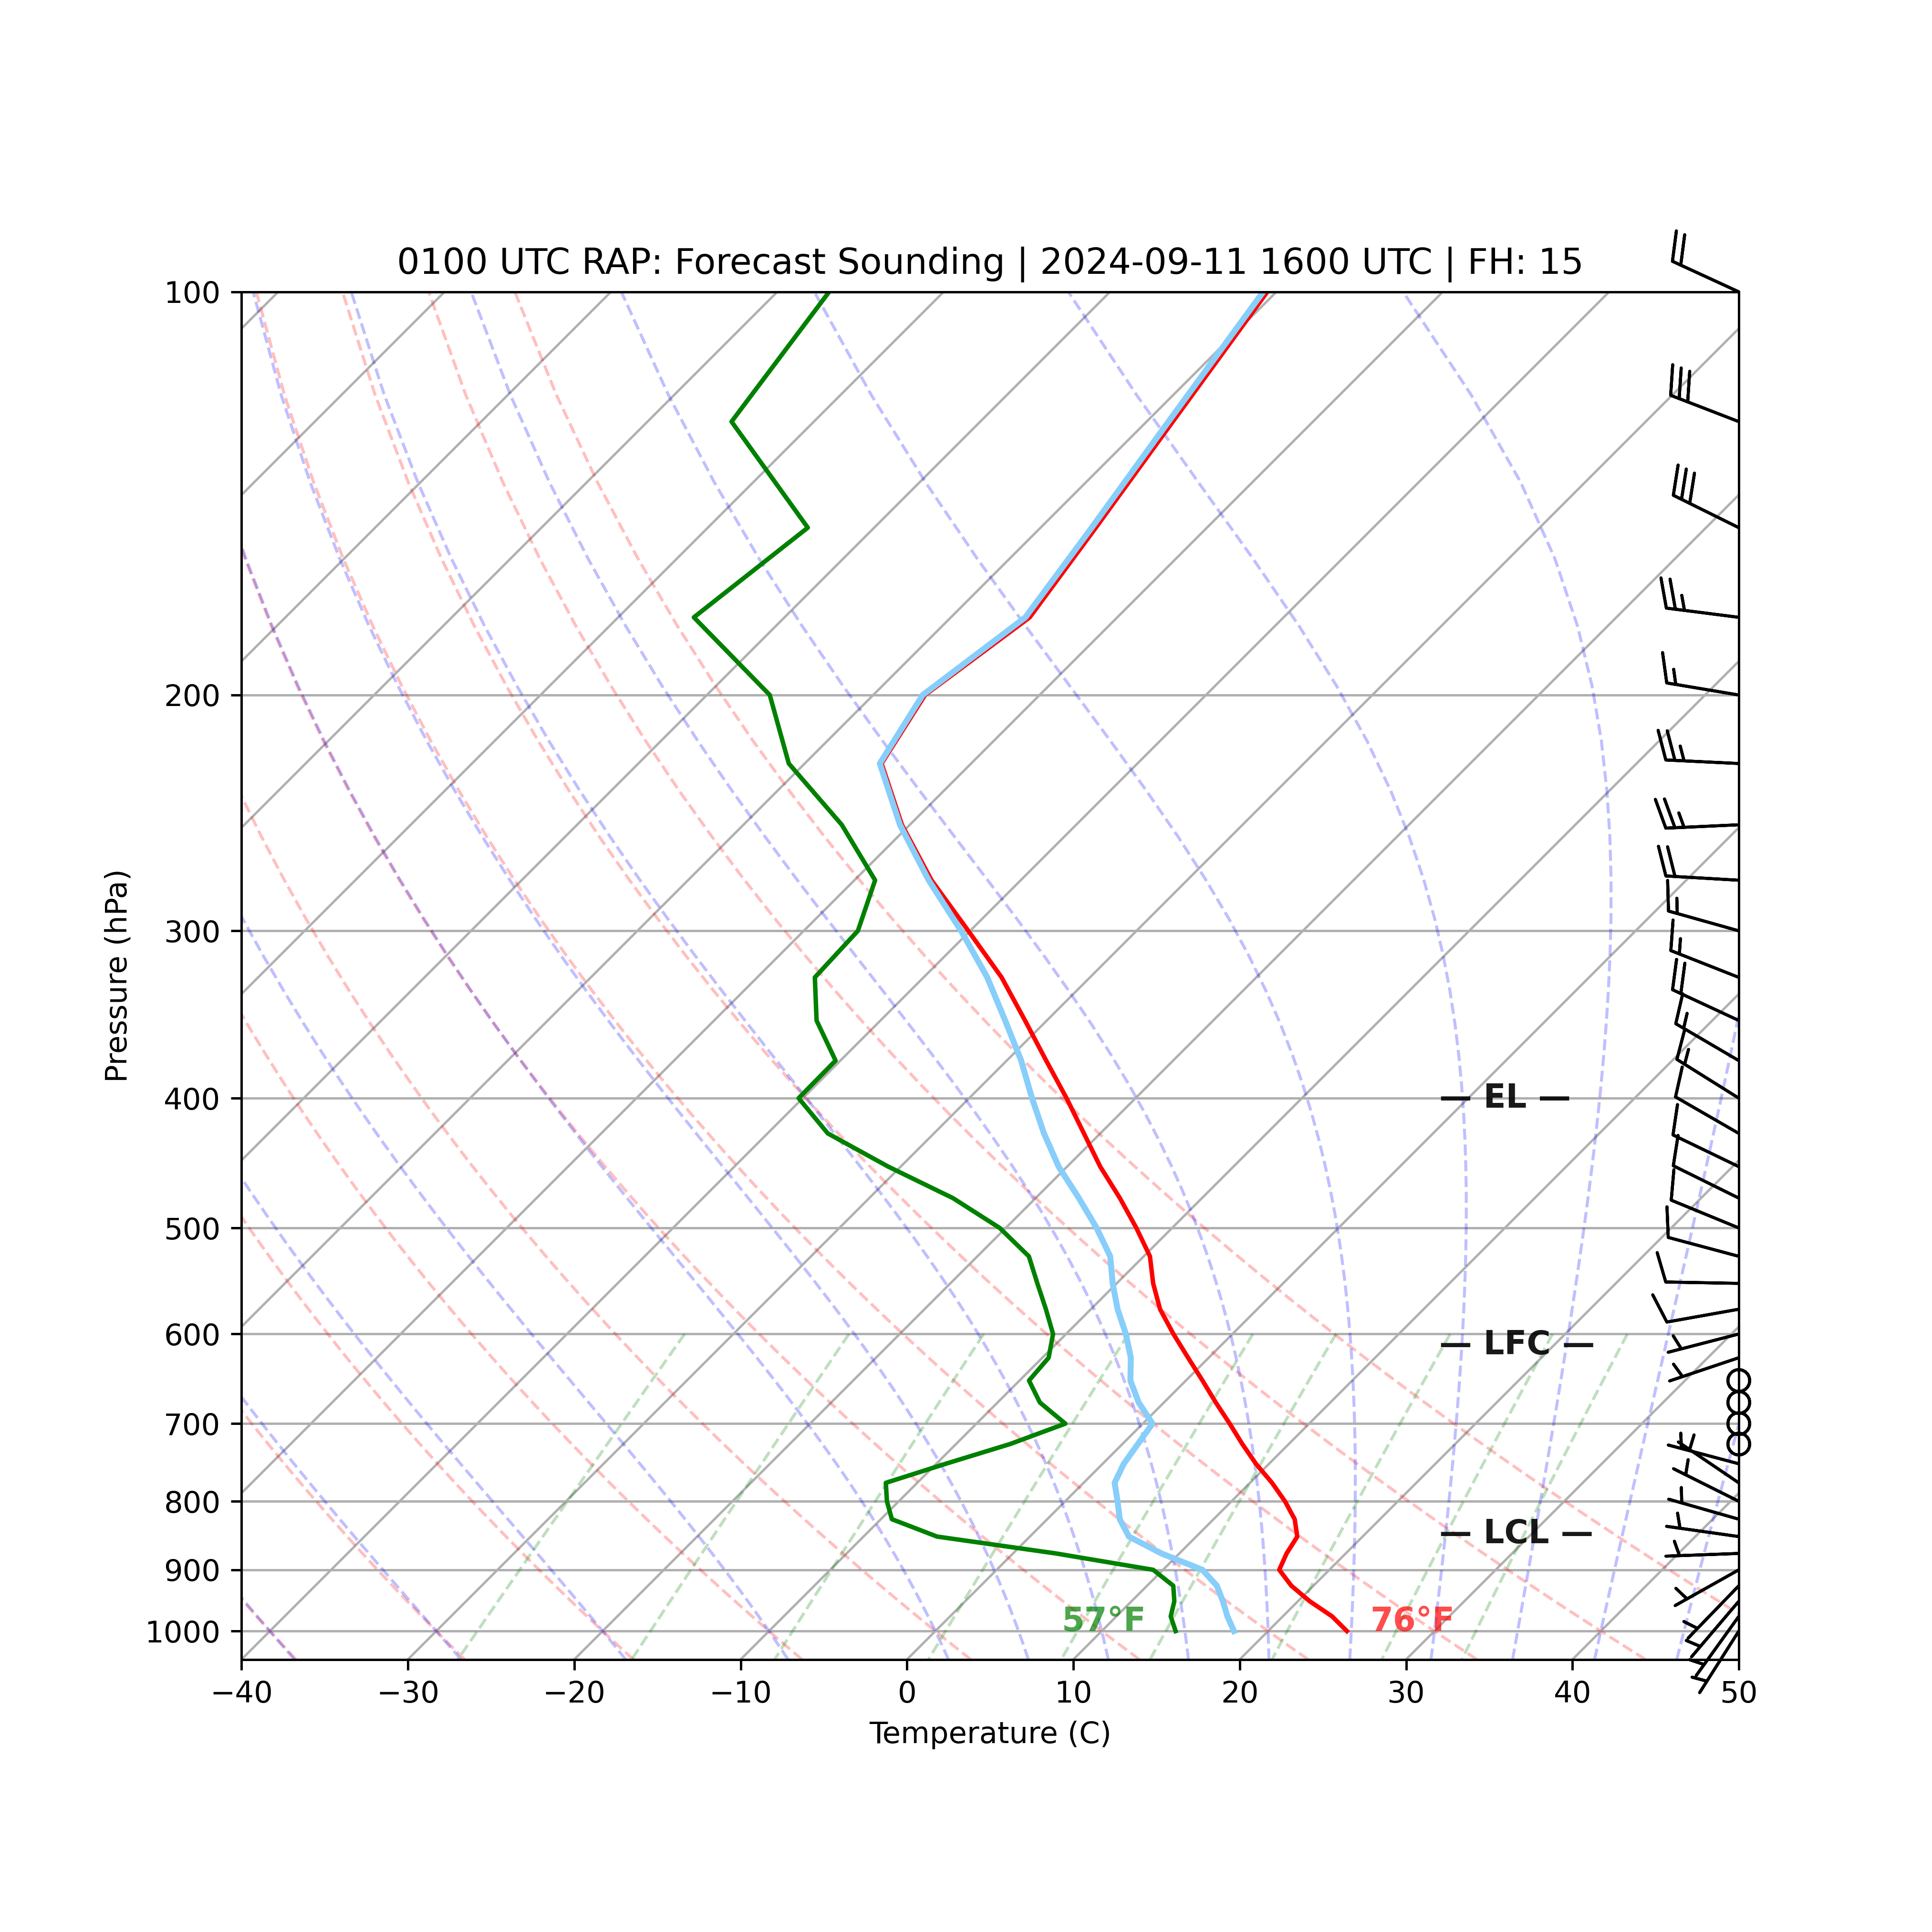 0100 UTC RAP: Forecast Sounding | 2024-09-11 1600 UTC | FH: 15
100
200
300
400
500
600
700
800
900
1000
Pressure (hPa)
— EL —
— LFC —
— LCL —
57°F
76°F
−40
−30
−20
−10
0
10
20
30
40
50
Temperature (C)